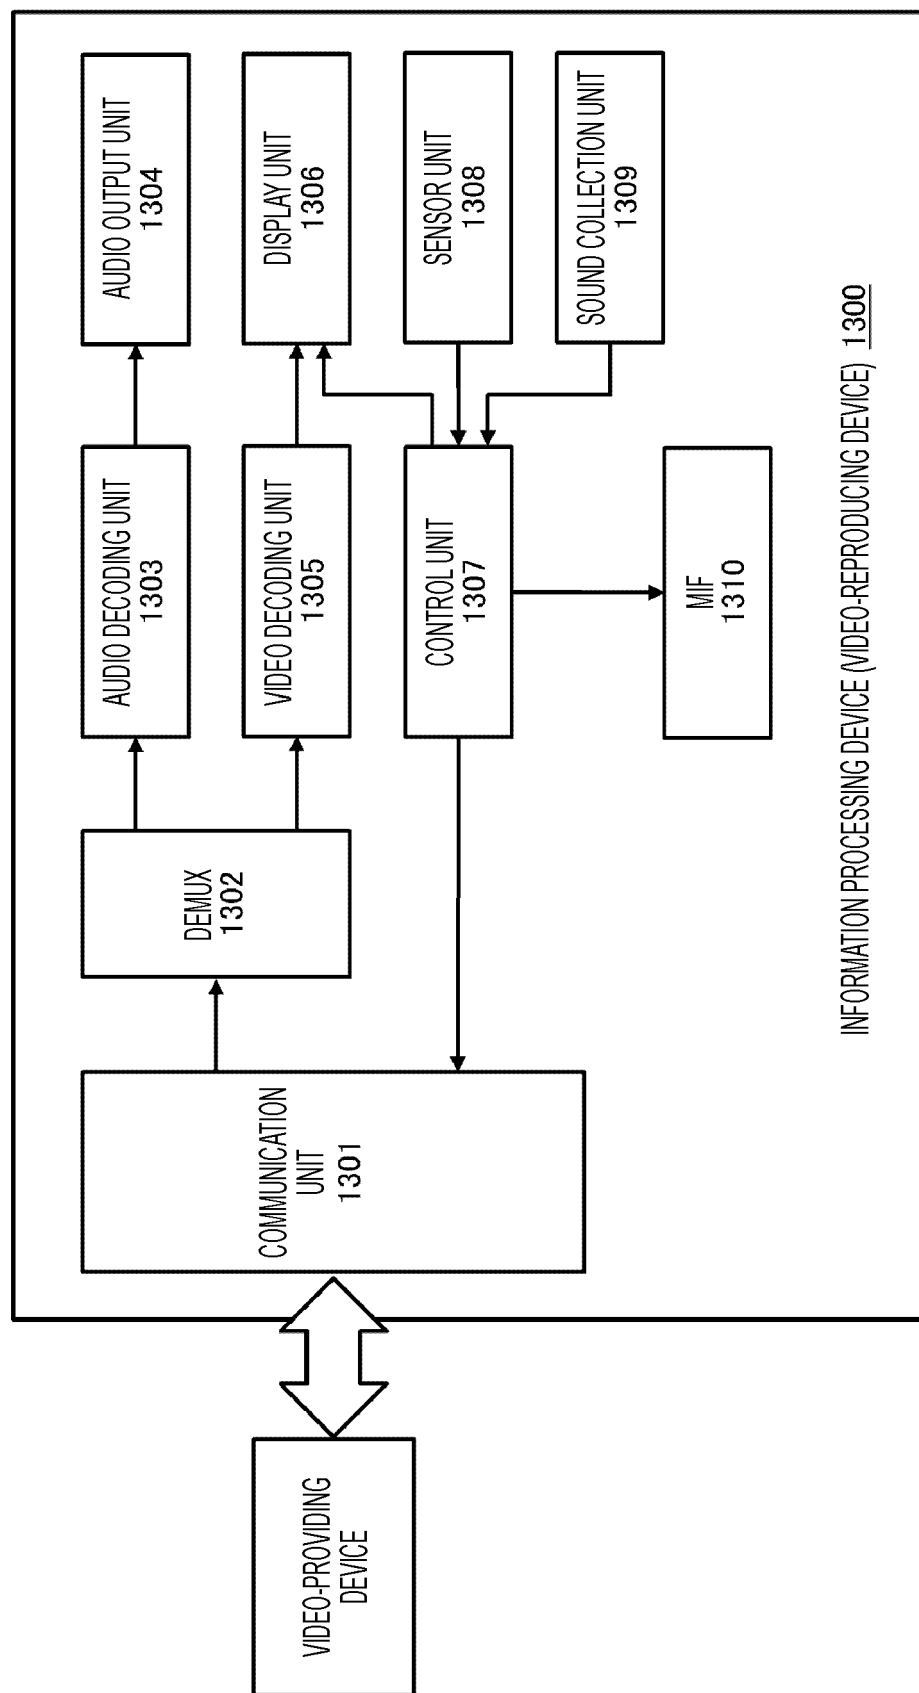 VIDEO-PROVIDING
DEVICE
COMMUNICATION
UNIT
1301
DEMUX
1302
AUDIO DECODING UNIT
1303
AUDIO OUTPUT UNIT
1304
VIDEO DECODING UNIT
1305
DISPLAY UNIT
1306
CONTROL UNIT
1307
SENSOR UNIT
1308
SOUND COLLECTION UNIT
1309
MIF
1310
INFORMATION PROCESSING DEVICE (VIDEO-REPRODUCING DEVICE) 1300